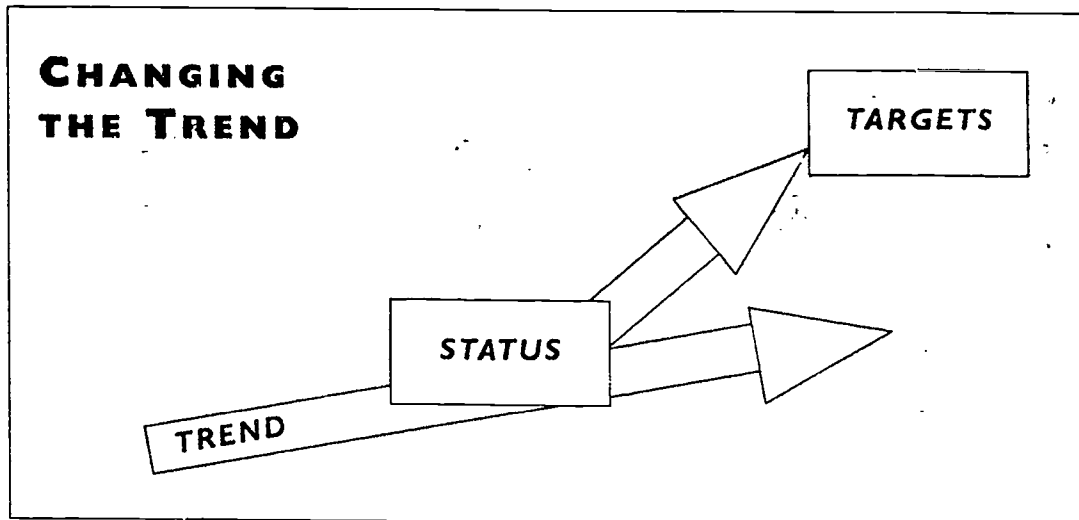 CHANGING
THE TREND
TARGETS
STATUS
TREND